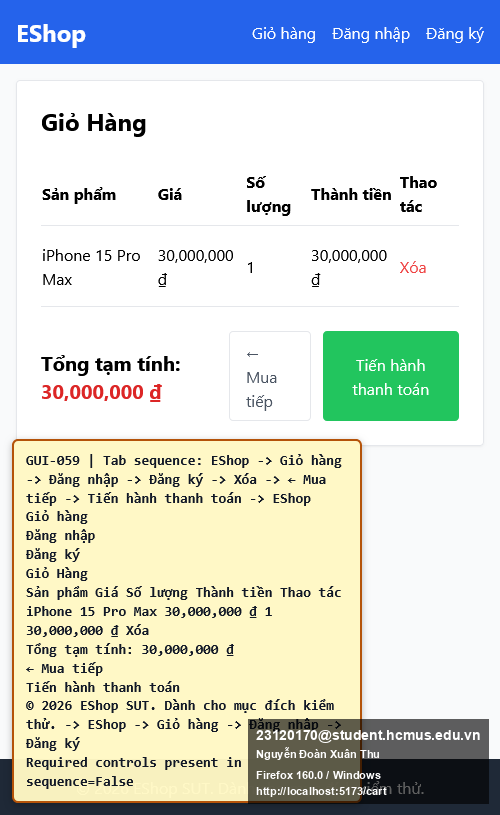 EShop
Giỏ hàng Đăng nhập Đăng ký
Giỏ Hàng
Sản phẩm Giá Số lượng Thành tiền Thao tác
iPhone 15 Pro Max 30,000,000 ₫ 1 30,000,000 ₫ Xóa
Tổng tạm tính:
30,000,000 ₫
← Mua tiếp
Tiến hành thanh toán
GUI-059 | Tab sequence: EShop -> Giỏ hàng
-> Đăng nhập -> Đăng ký -> Xóa -> ← Mua
tiếp -> Tiến hành thanh toán -> EShop
Giỏ hàng
Đăng nhập
Đăng ký
Giỏ Hàng
Sản phẩm Giá Số lượng Thành tiền Thao tác
iPhone 15 Pro Max 30,000,000 ₫ 1
30,000,000 ₫ Xóa
Tổng tạm tính: 30,000,000 ₫
← Mua tiếp
Tiến hành thanh toán
© 2026 EShop SUT. Dành cho mục đích kiểm
thử. -> EShop -> Giỏ hàng -> Đăng nhập ->
Đăng ký
Required controls present in
sequence=False
23120170@student.hcmus.edu.vn
Nguyễn Đoàn Xuân Thu
Firefox 160.0 / Windows
http://localhost:5173/cart